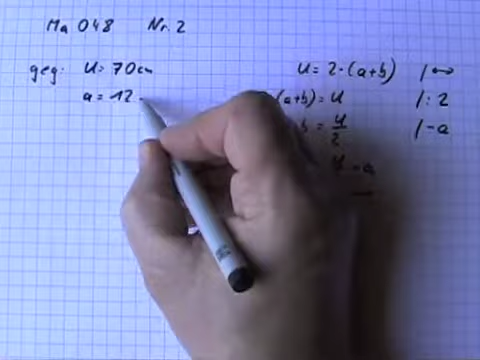 Ma 048 Nr. 2
geg: U = 70cm
a = 12
U = 2·(a+b) | ↔
(a+b) = U | : 2
b = U/2 | - a
U - a